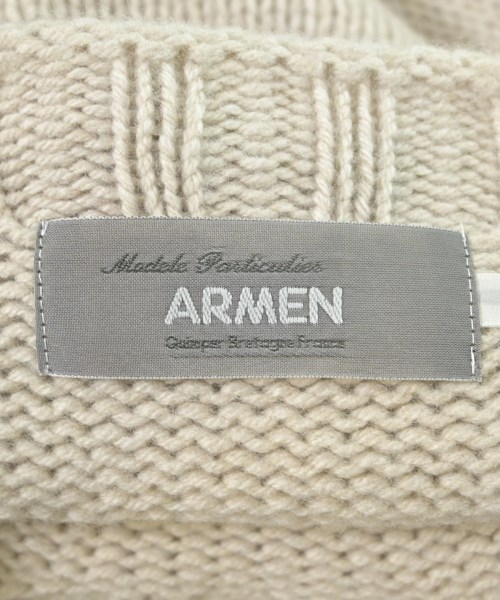 Modele Particulier
ARMEN
Quimper Bretagne France